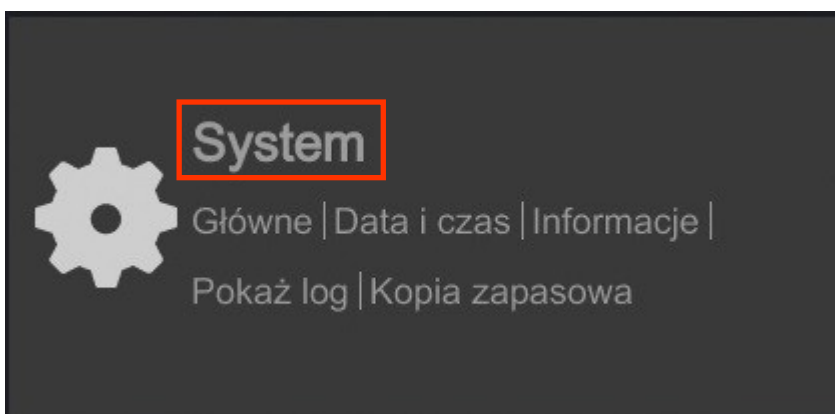 System
Główne | Data i czas | Informacje |
Pokaż log | Kopia zapasowa